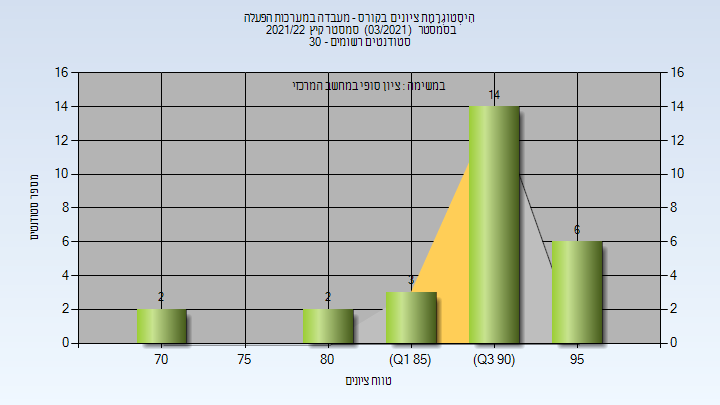 היסטוגרמת ציונים בקורס - מעבדה במערכות הפעלה
בסמסטר (03/2021) סמסטר קיץ 2021/22
סטודנטים רשומים - 30
במשימה : ציון סופי במחשב המרכזי
מספר סטודנטים
16 16
14 14
12 12
10 10
8 8
6 6
4 4
2 2
0 0
2 2 3 14 6
70 75 80 (Q1 85) (Q3 90) 95
טווח ציונים